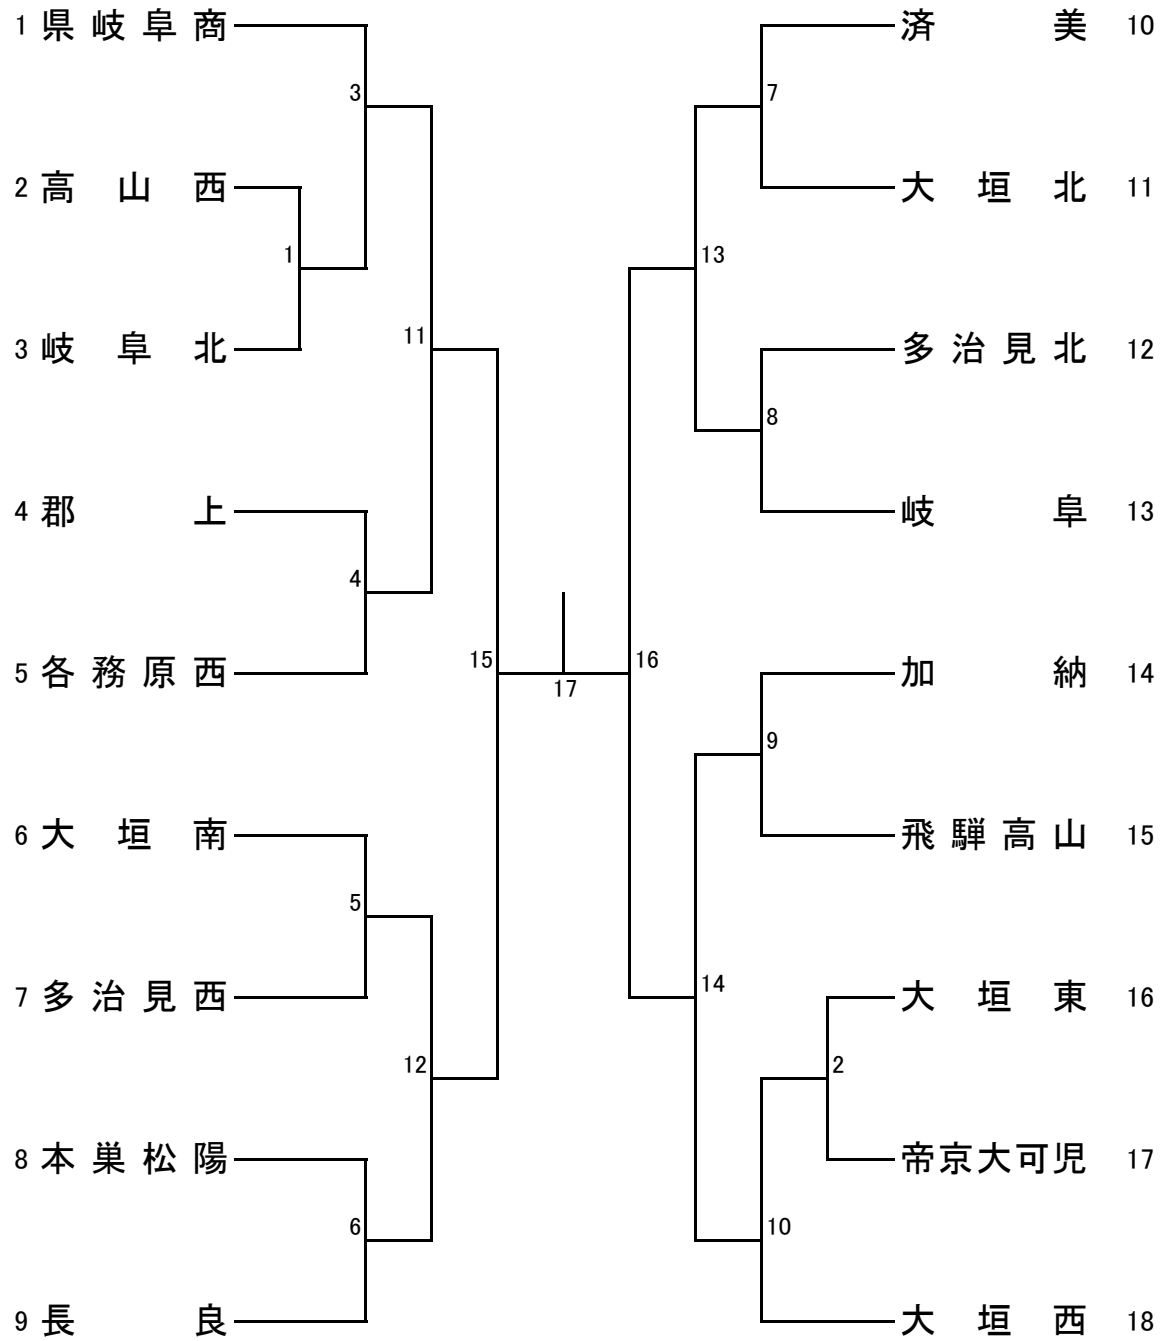 1 県岐阜商
3
2 高山西
1
3 岐阜北
11
4 郡上
4
5 各務原西
15
6 大垣南
5
7 多治見西
12
8 本巣松陽
6
9 長良
17
済美 10
7
大垣北 11
13
多治見北 12
8
岐阜 13
16
加納 14
9
飛騨高山 15
14
大垣東 16
2
帝京大可児 17
10
大垣西 18